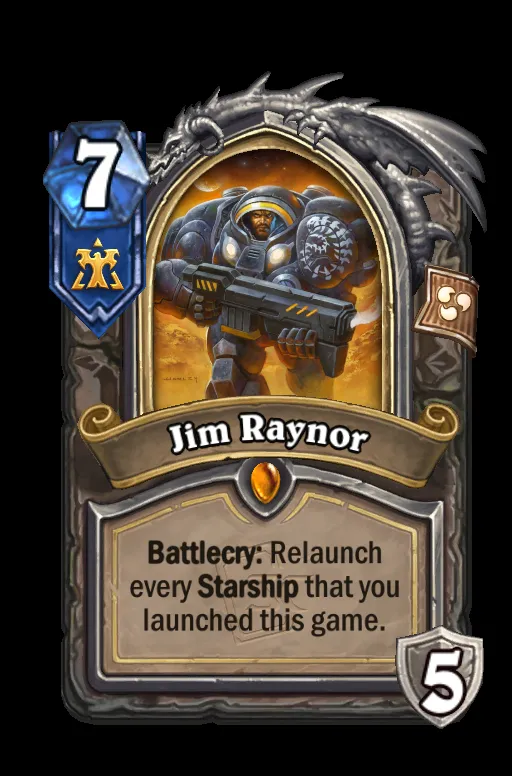 7
Jim Raynor
Battlecry: Relaunch
every Starship that you
launched this game.
5